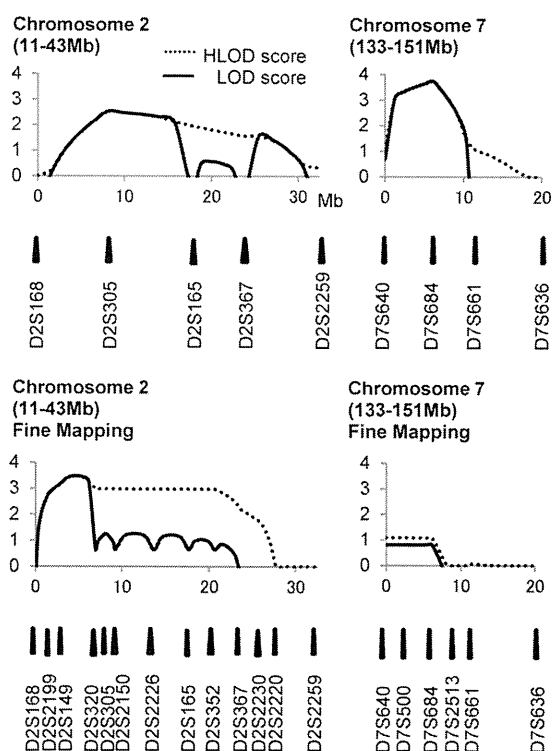 Chromosome 2
(11-43Mb)
HLOD score
LOD score
4
3
2
1
0
0
10
20
30
Mb
D2S168
D2S305
D2S165
D2S367
D2S2259
Chromosome 7
(133-151Mb)
4
3
2
1
0
0
10
20
D7S640
D7S684
D7S661
D7S636
Chromosome 2
(11-43Mb)
Fine Mapping
4
3
2
1
0
0
10
20
30
D2S168
D2S2199
D2S149
D2S320
D2S305
D2S2150
D2S2226
D2S165
D2S352
D2S367
D2S2230
D2S2220
D2S2259
Chromosome 7
(133-151Mb)
Fine Mapping
4
3
2
1
0
0
10
20
D7S640
D7S500
D7S684
D7S2513
D7S661
D7S636